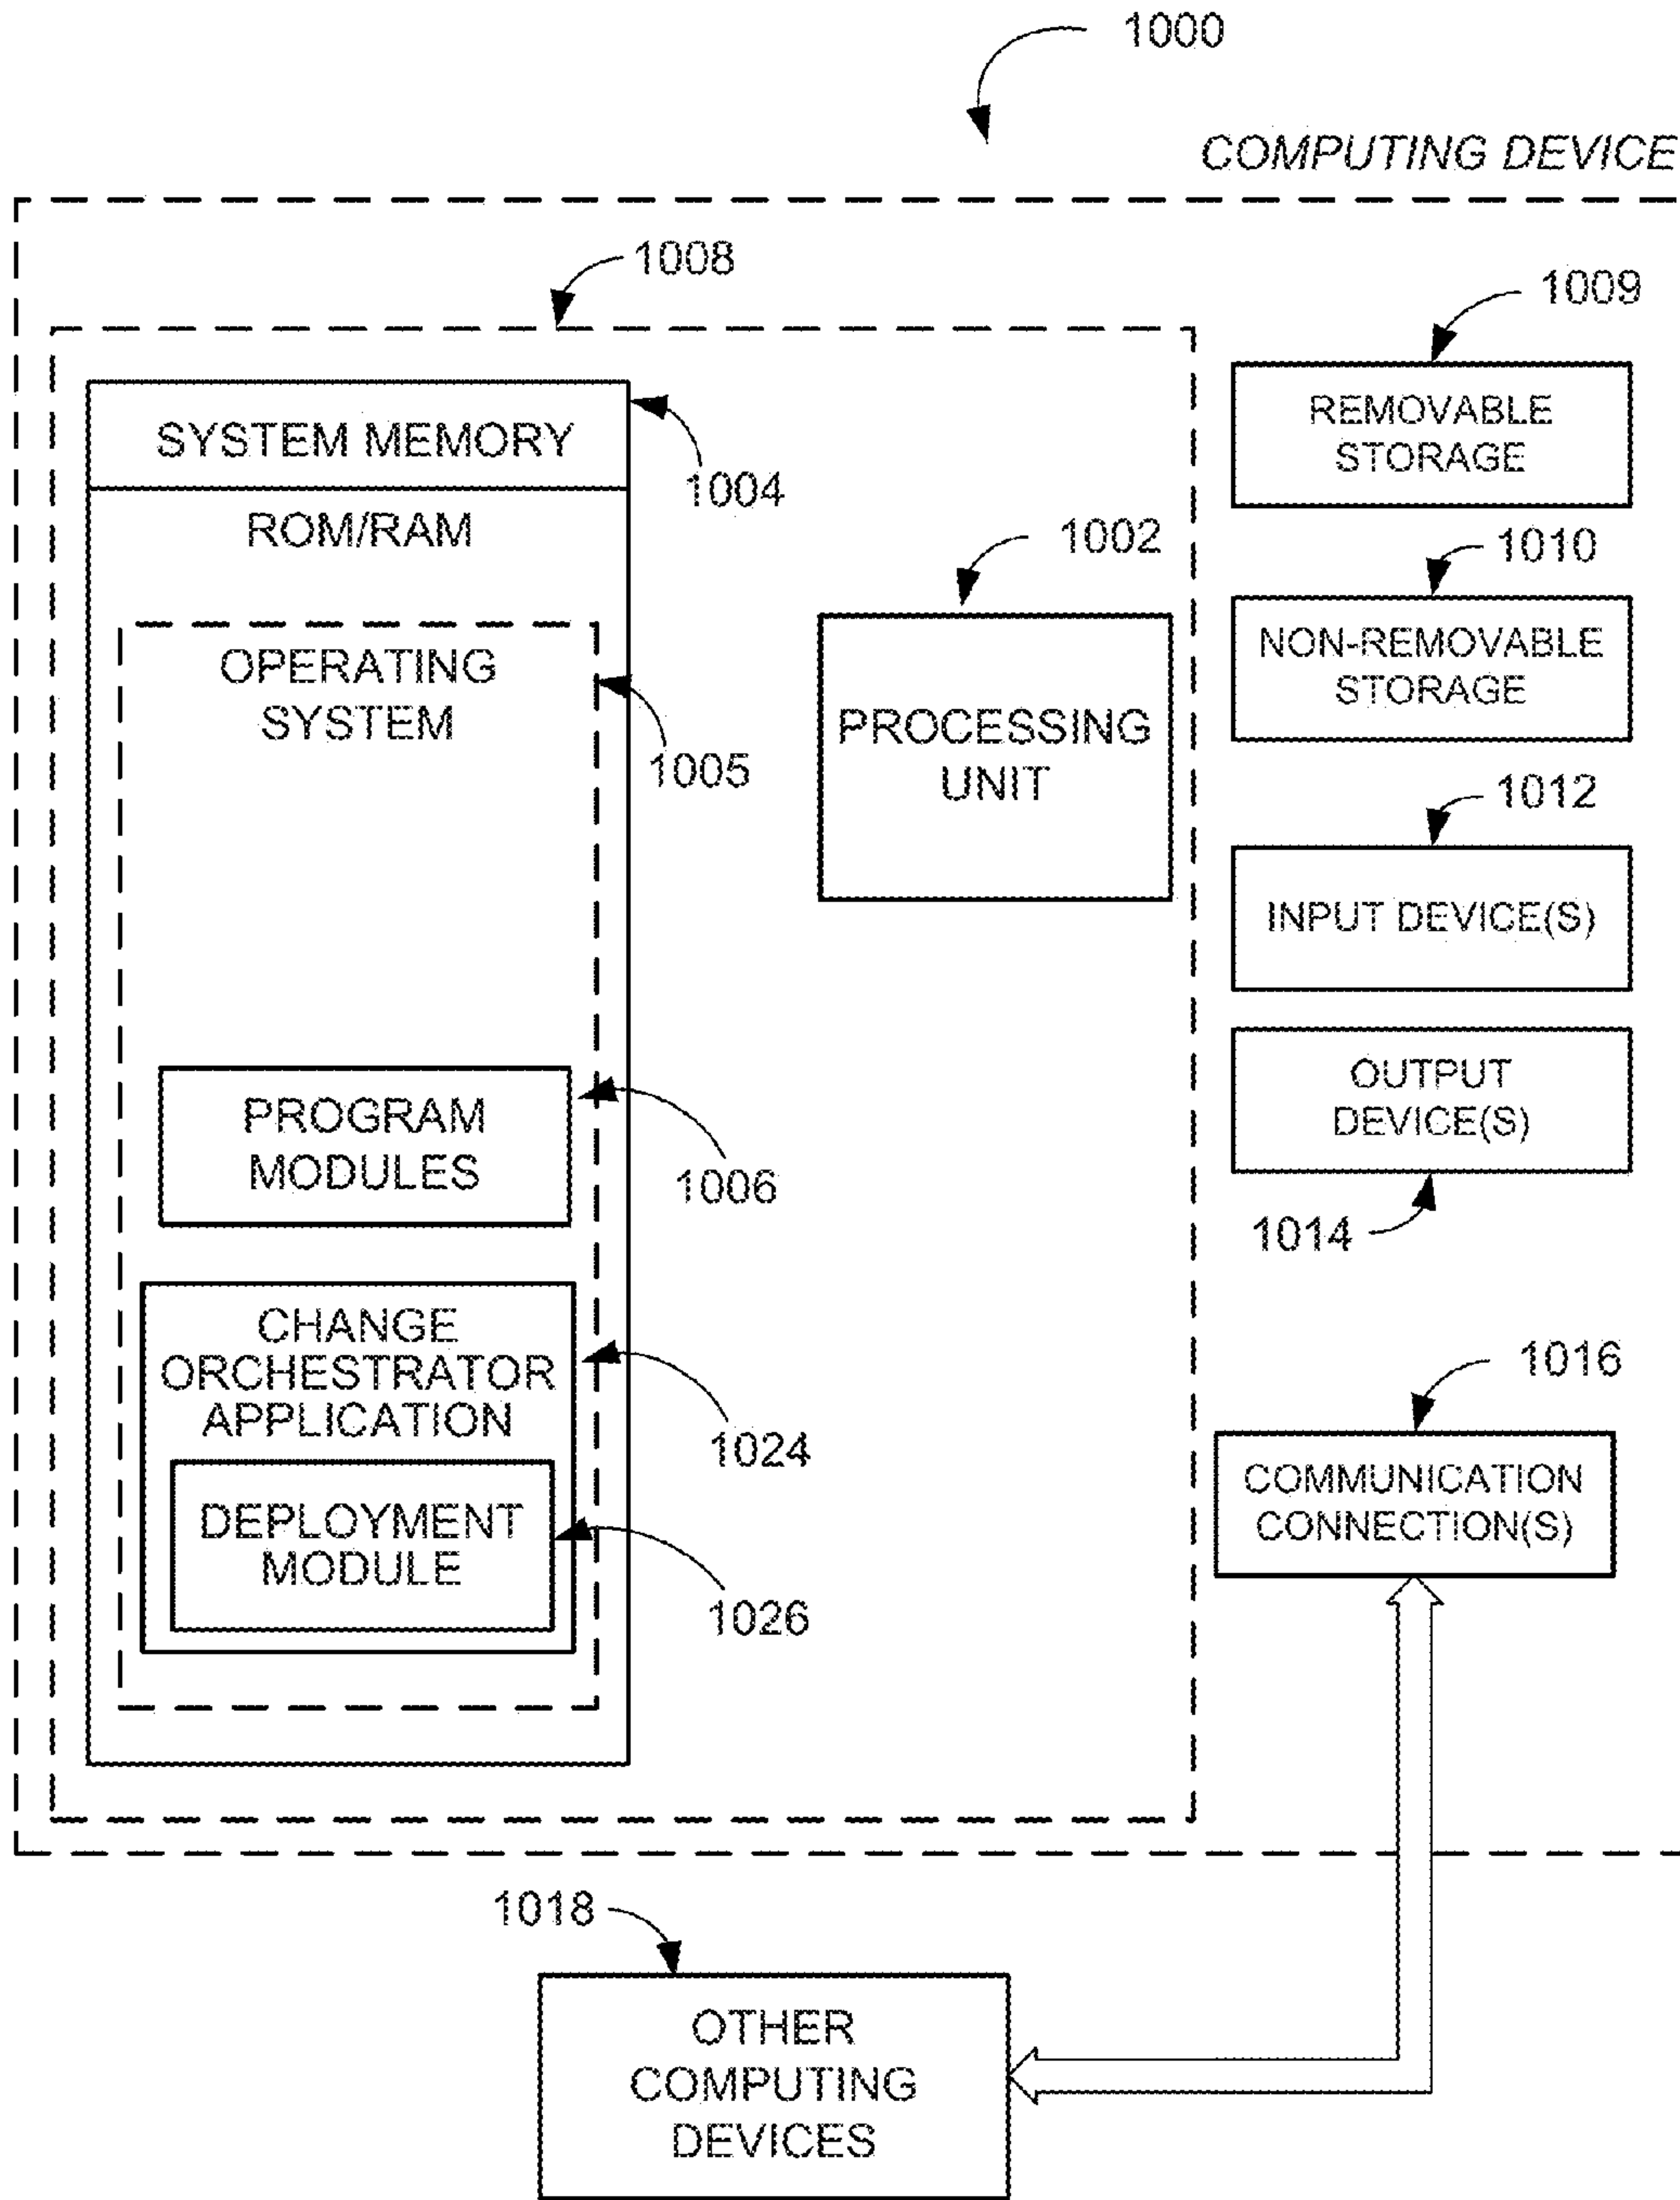 1000
COMPUTING DEVICE
1008
1009
SYSTEM MEMORY
1004
ROM/RAM
OPERATING
SYSTEM
1005
PROGRAM
MODULES
1006
CHANGE
ORCHESTRATOR
APPLICATION
1024
DEPLOYMENT
MODULE
1026
1002
PROCESSING
UNIT
REMOVABLE
STORAGE
1010
NON-REMOVABLE
STORAGE
1012
INPUT DEVICE(S)
OUTPUT
DEVICE(S)
1014
1016
COMMUNICATION
CONNECTION(S)
1018
OTHER
COMPUTING
DEVICES